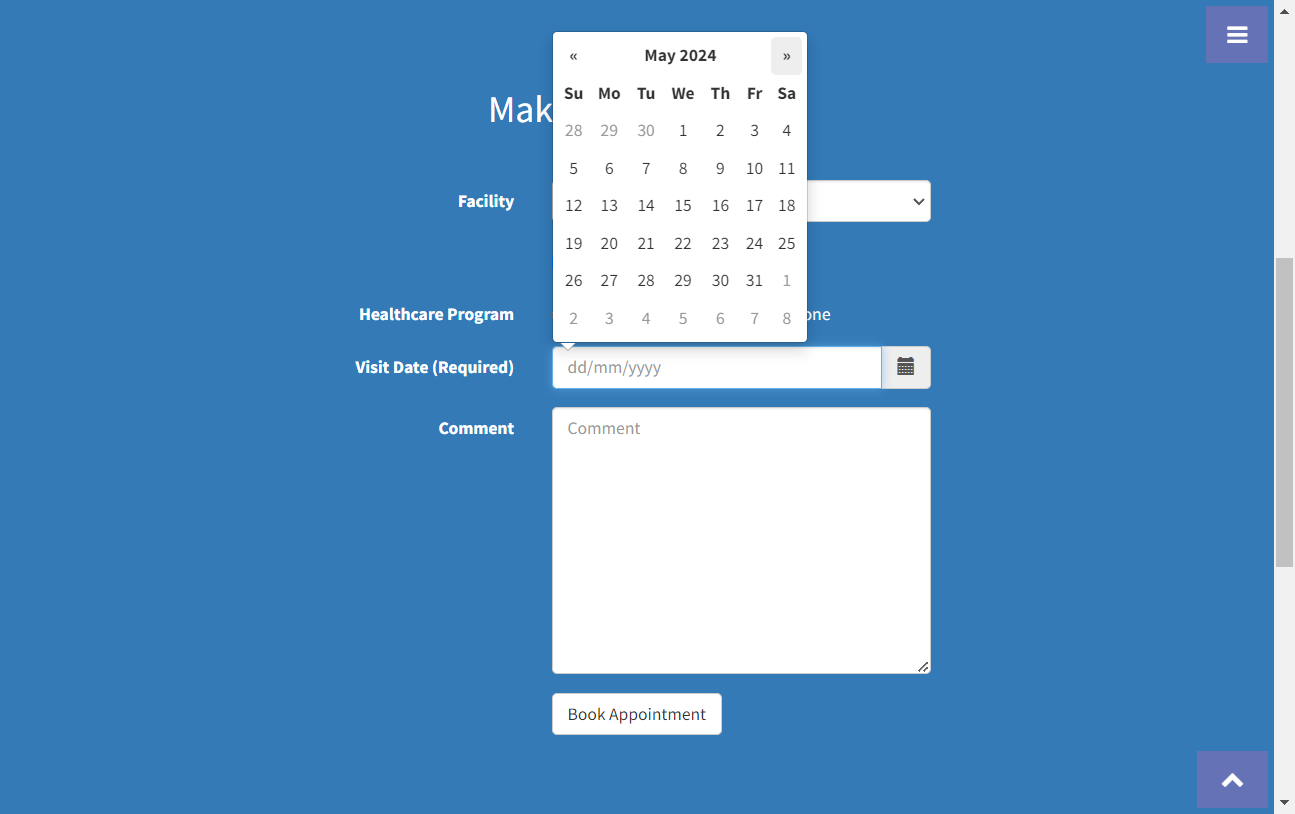 « May 2024 »
Su Mo Tu We Th Fr Sa
28 29 30 1 2 3 4
5 6 7 8 9 10 11
12 13 14 15 16 17 18
19 20 21 22 23 24 25
26 27 28 29 30 31 1
2 3 4 5 6 7 8
Mak
Facility
Healthcare Program
one
Visit Date (Required) dd/mm/yyyy
Comment Comment
Book Appointment